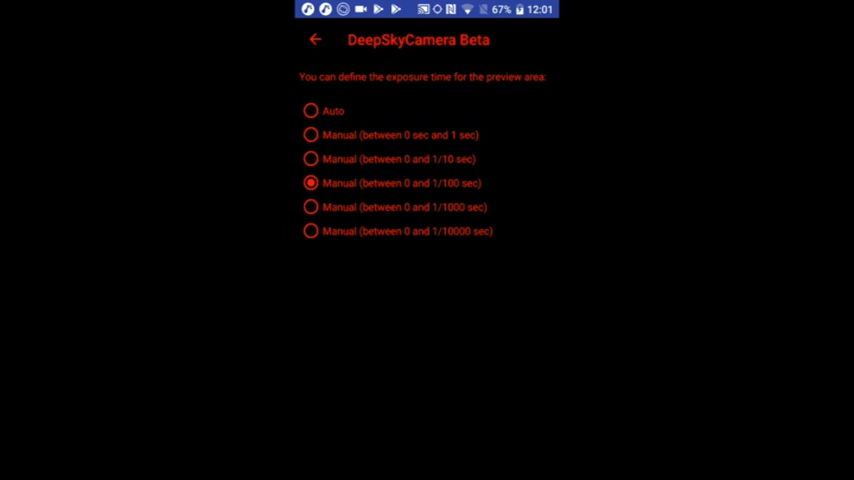 67% 12:01
DeepSkyCamera Beta
You can define the exposure time for the preview area:
Auto
Manual (between 0 sec and 1 sec)
Manual (between 0 and 1/10 sec)
Manual (between 0 and 1/100 sec)
Manual (between 0 and 1/1000 sec)
Manual (between 0 and 1/10000 sec)